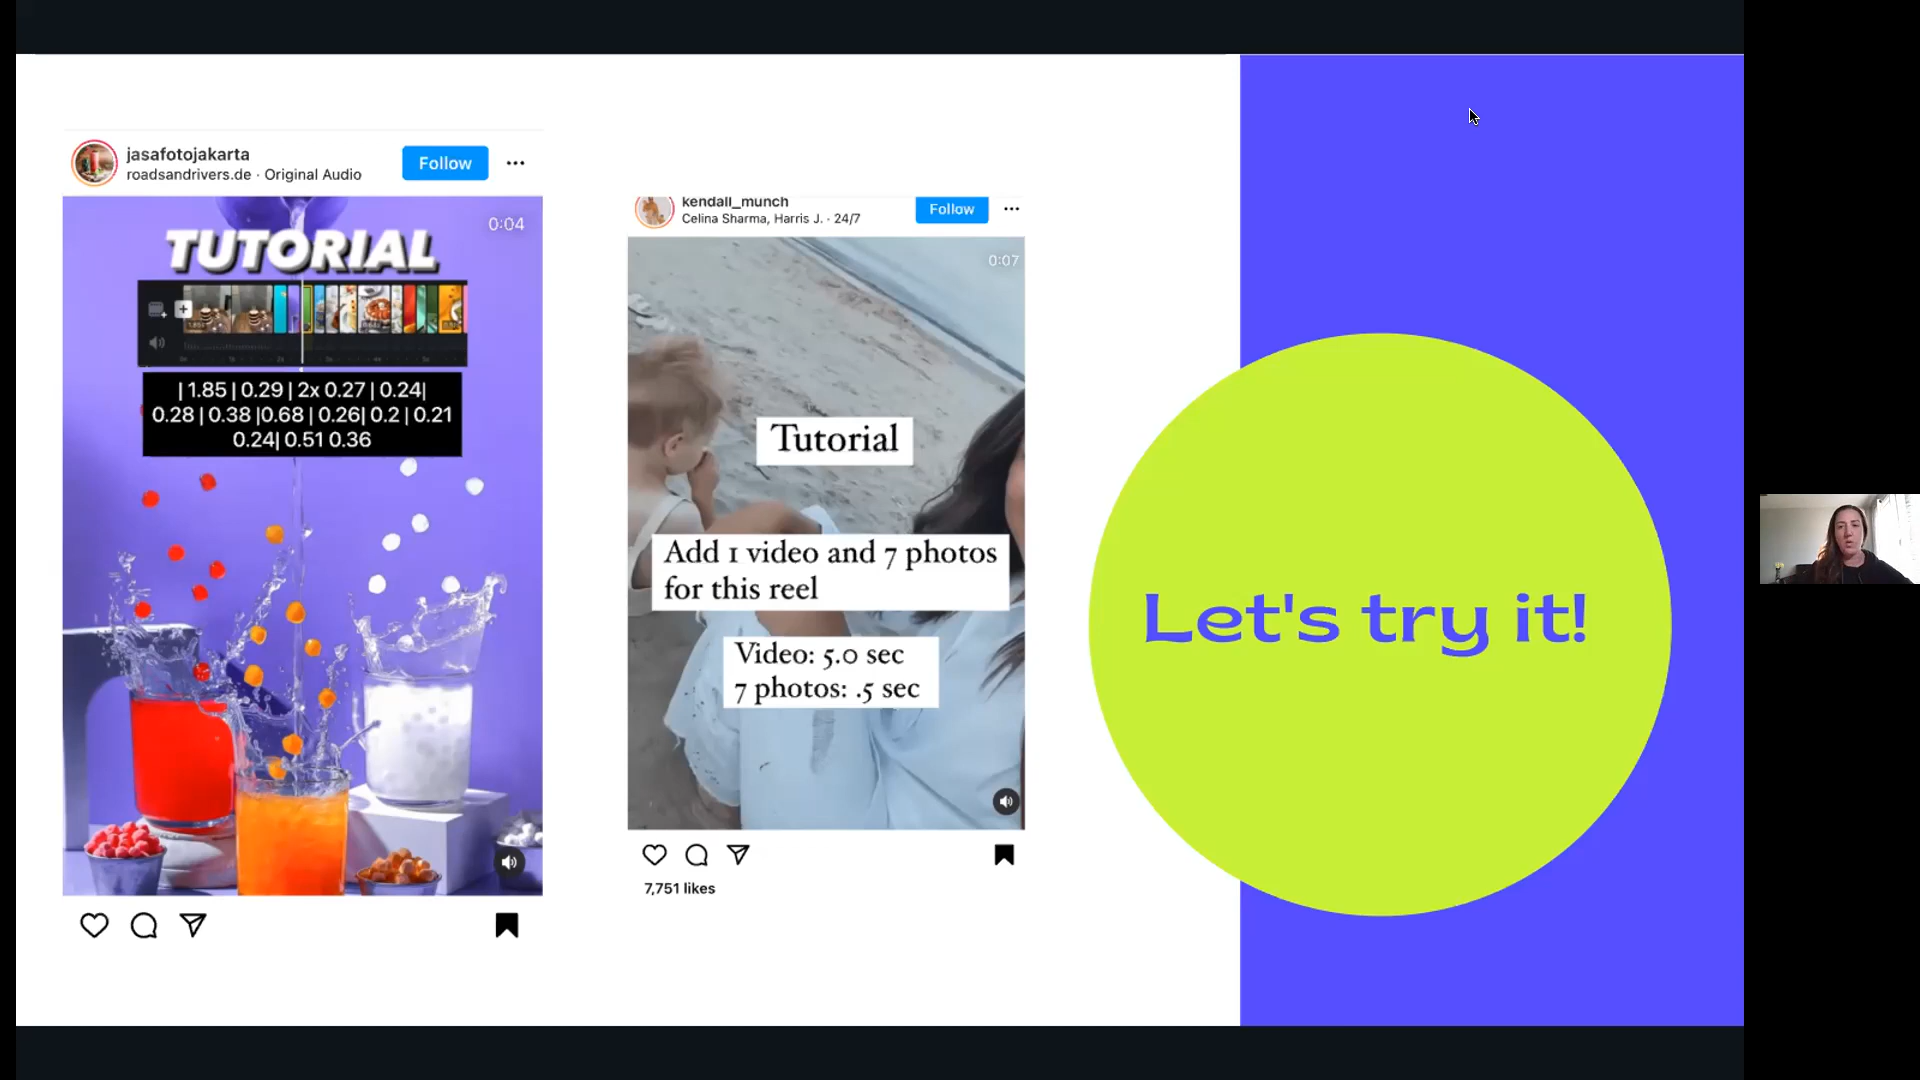 jasafotojakarta
roadsandrivers.de · Original Audio
Follow
0:04
TUTORIAL
| 1.85 | 0.29 | 2x 0.27 | 0.24|
0.28 | 0.38 |0.68 | 0.26| 0.2 | 0.21
0.24| 0.51 0.36
kendall_munch
Celina Sharma, Harris J. · 24/7
Follow
0:07
Tutorial
Add 1 video and 7 photos
for this reel
Video: 5.0 sec
7 photos: .5 sec
7,751 likes
Let's try it!